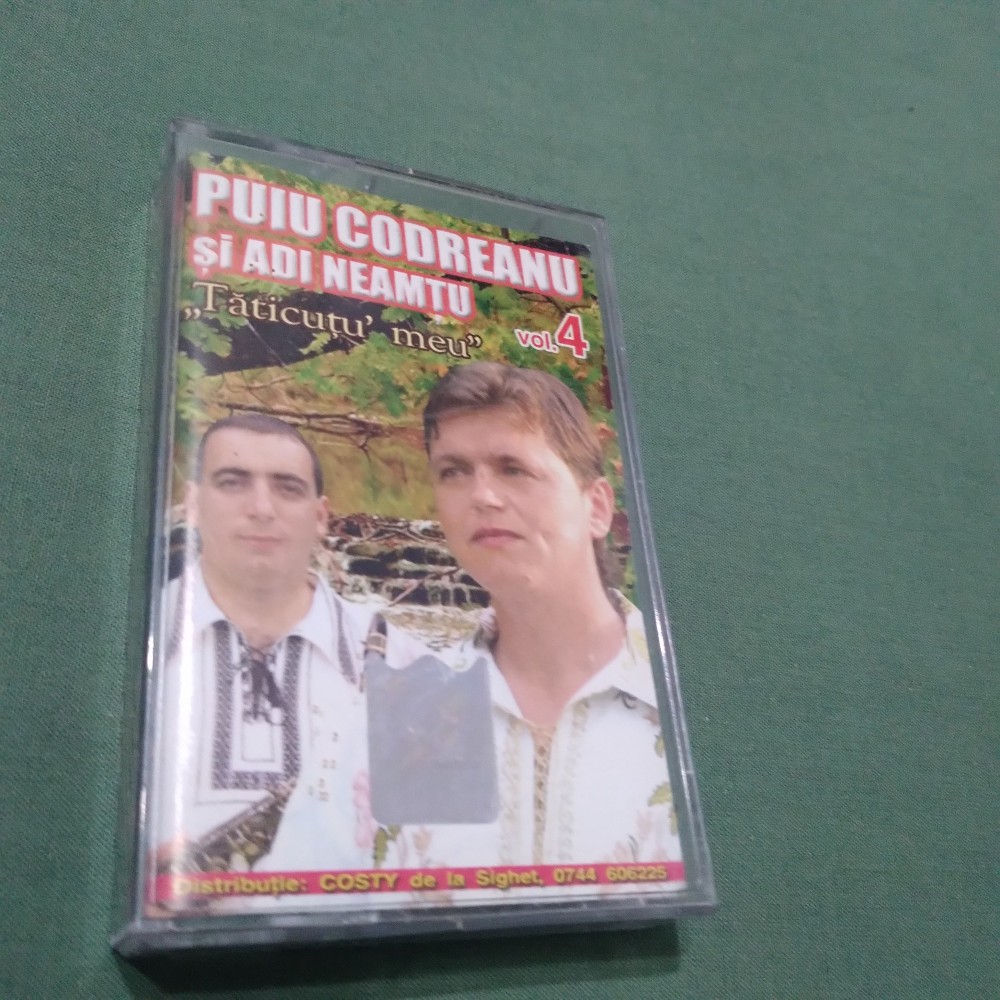 PUIU CODREANU
și ADI NEAMȚU
„Tăticuțu' meu”
vol.4
Distribuție: COSTY de la Sighet, 0744 606225